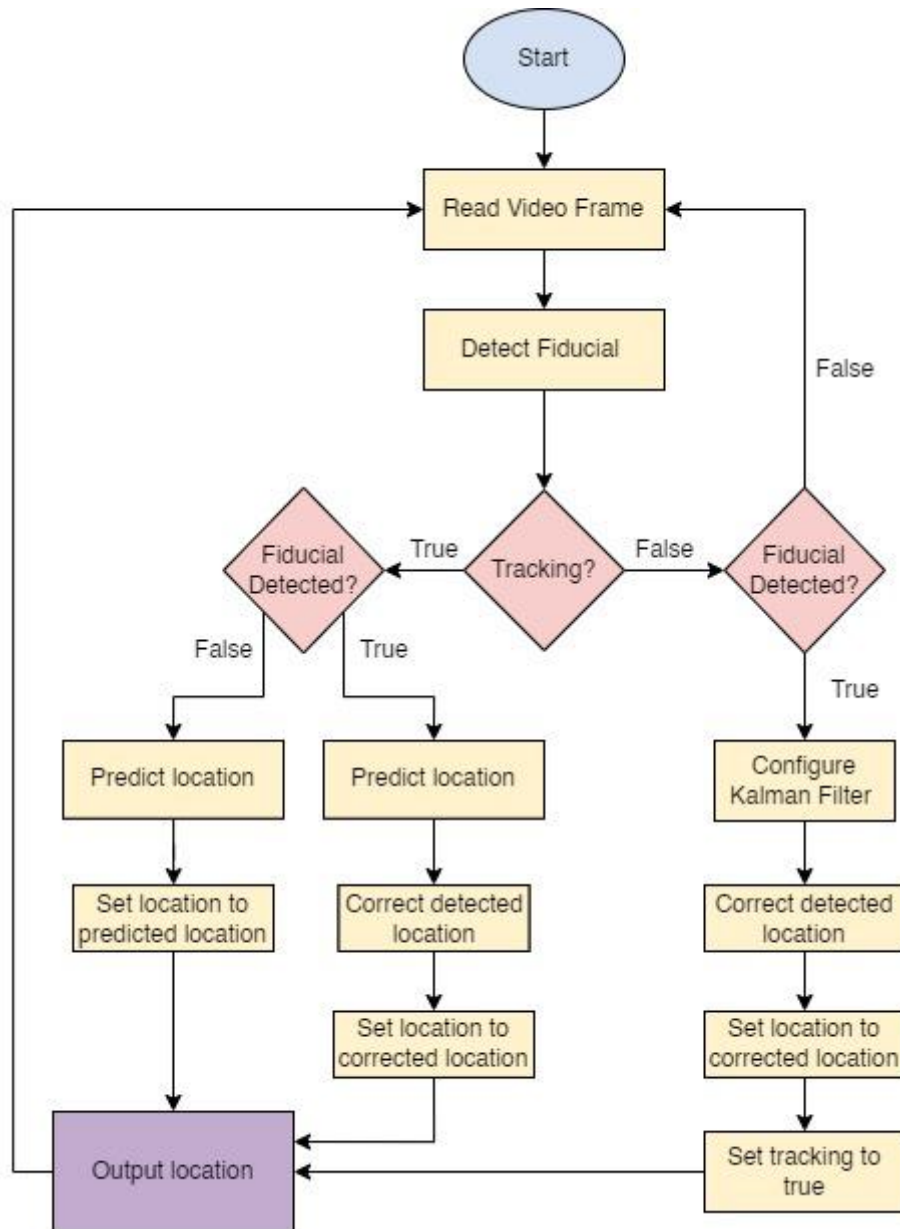 Start
Read Video Frame
Detect Fiducial
False
Fiducial
Detected?
True
Tracking?
False
Fiducial
Detected?
False
True
True
Predict location
Predict location
Configure
Kalman Filter
Set location to
predicted location
Correct detected
location
Correct detected
location
Set location to
corrected location
Set location to
corrected location
Output location
Set tracking to
true